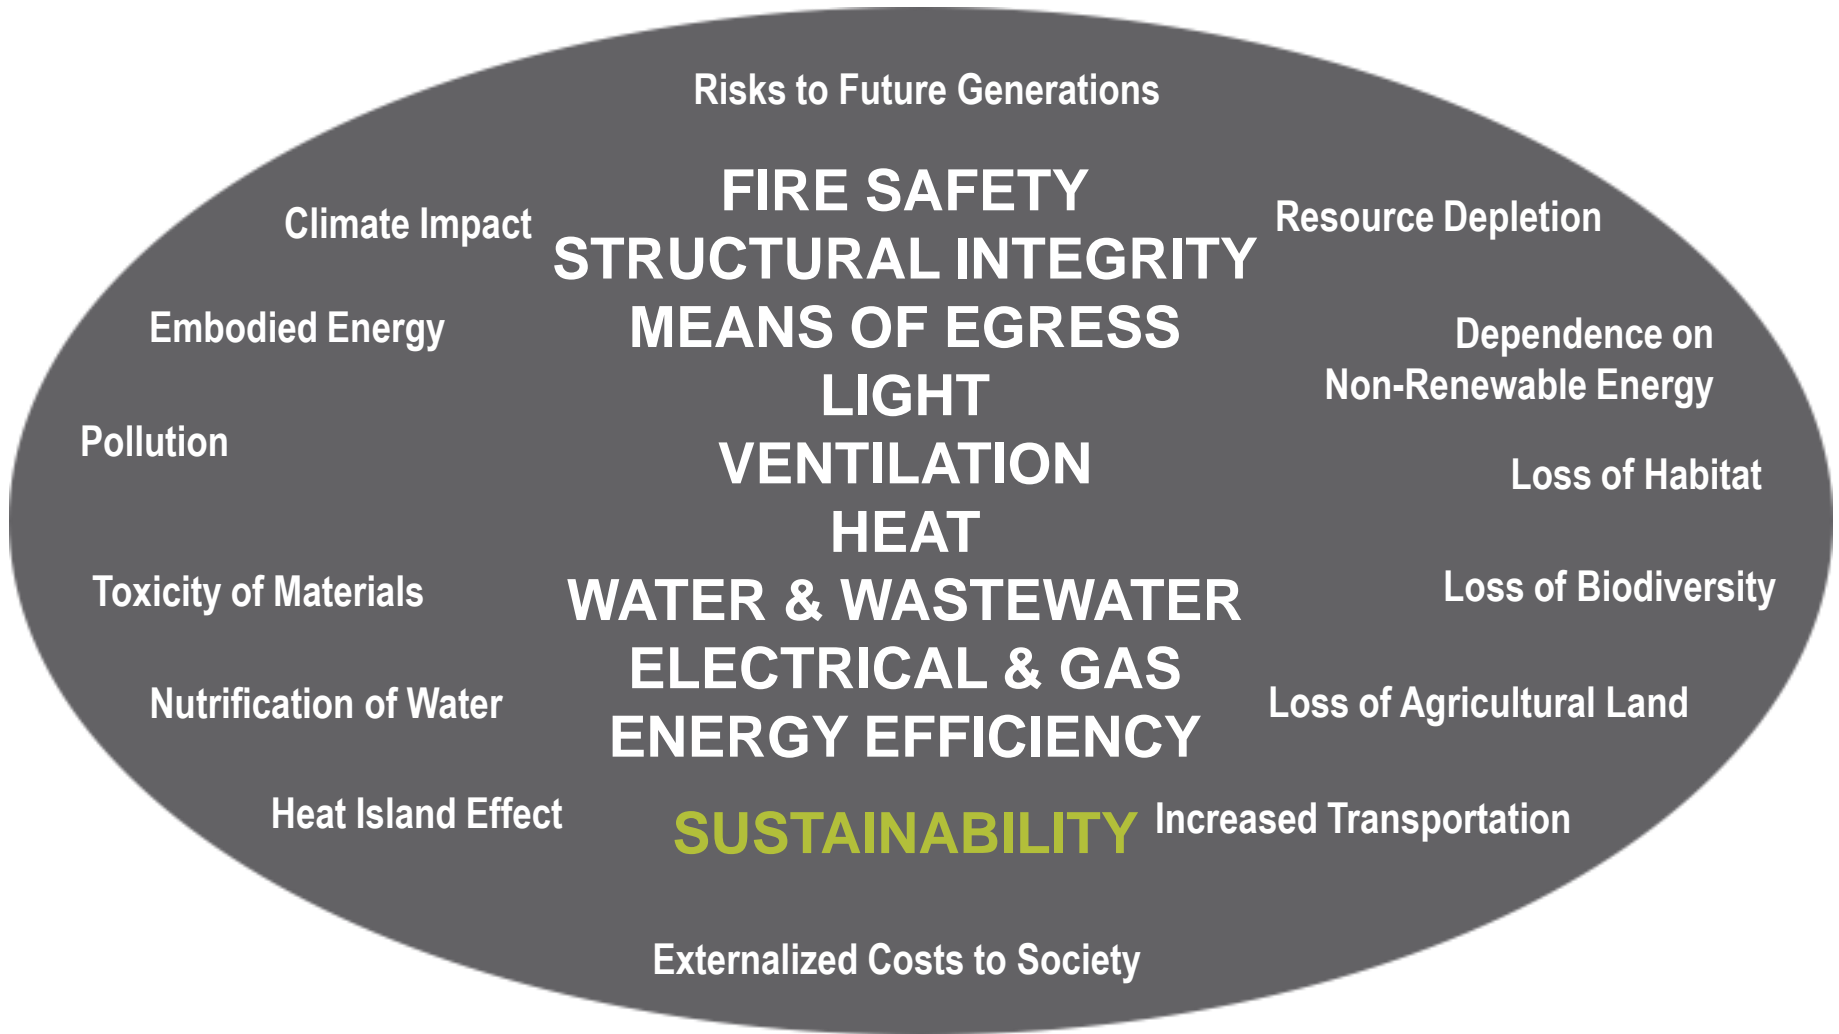 Risks to Future Generations
FIRE SAFETY
Climate Impact
Resource Depletion
STRUCTURAL INTEGRITY
Embodied Energy
MEANS OF EGRESS
Dependence on
Non-Renewable Energy
LIGHT
Pollution
VENTILATION
Loss of Habitat
HEAT
Toxicity of Materials
WATER & WASTEWATER
Loss of Biodiversity
ELECTRICAL & GAS
Nutrification of Water
Loss of Agricultural Land
ENERGY EFFICIENCY
Heat Island Effect
SUSTAINABILITY
Increased Transportation
Externalized Costs to Society